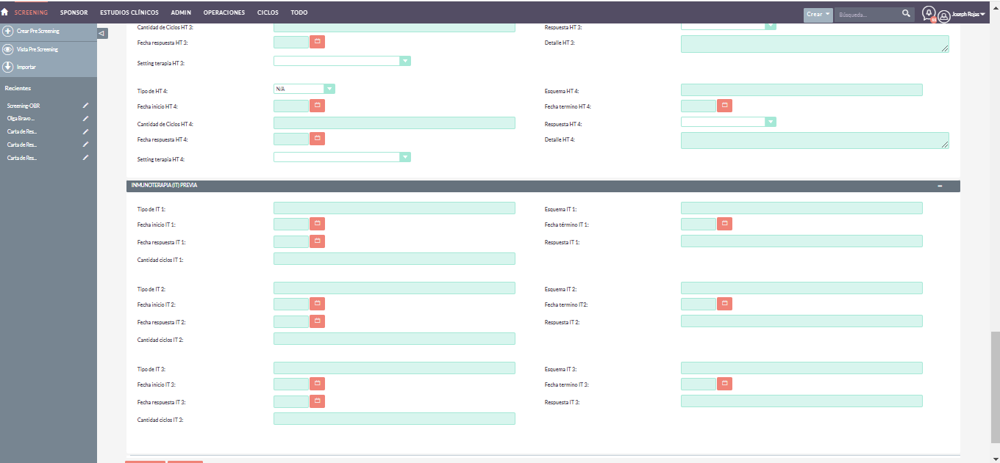 SCREENING SPONSOR ESTUDIOS CLÍNICOS ADMIN OPERACIONES CICLOS TODO Crear Búsqueda... Joseph Rojas
Crear Pre Screening
Vista Pre Screening
Importar
Recientes
Screening-OBR
Olga Bravo ...
Carta de Res...
Carta de Res...
Carta de Res...
Cantidad de Ciclos HT 3: Respuesta HT 3:
Fecha respuesta HT 3: Detalle HT 3:
Setting terapia HT 3:
Tipo de HT 4: N/A Esquema HT 4:
Fecha inicio HT 4: Fecha termino HT 4:
Cantidad de Ciclos HT 4: Respuesta HT 4:
Fecha respuesta HT 4: Detalle HT 4:
Setting terapia HT 4:
INMUNOTERAPIA (IT) PREVIA
Tipo de IT 1: Esquema IT 1:
Fecha inicio IT 1: Fecha término IT 1:
Fecha respuesta IT 1: Respuesta IT 1:
Cantidad ciclos IT 1:
Tipo de IT 2: Esquema IT 2:
Fecha inicio IT 2: Fecha termino IT2:
Fecha respuesta IT 2: Respuesta IT 2:
Cantidad ciclos IT 2:
Tipo de IT 3: Esquema IT 3:
Fecha inicio IT 3: Fecha termino IT 3:
Fecha respuesta IT 3: Respuesta IT 3:
Cantidad ciclos IT 3: